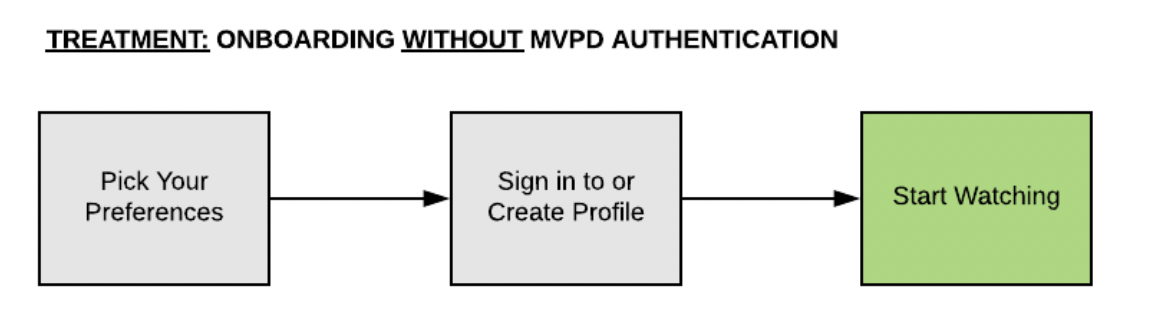 TREATMENT: ONBOARDING WITHOUT MVPD AUTHENTICATION
Pick Your
Preferences
Sign in to or
Create Profile
Start Watching